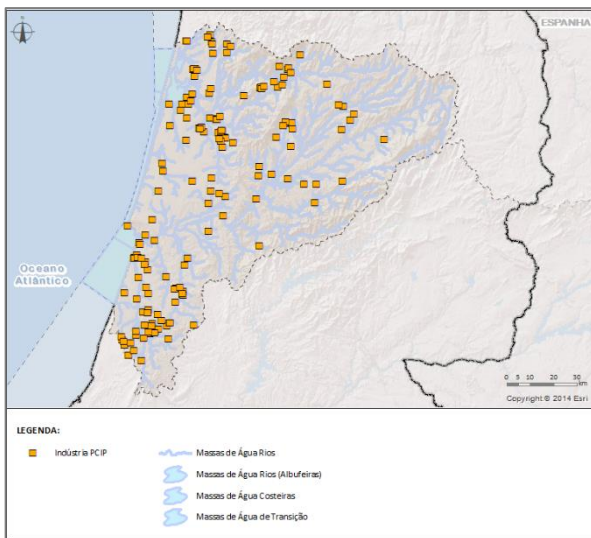 N
ESPANHA
Oceano
Atlântico
0 5 10 20 30
km
Copyright © 2014 Esri
LEGENDA:
Indústria PCIP
Massas de Água Rios
Massas de Água Rios (Albufeiras)
Massas de Água Costeiras
Massas de Água de Transição